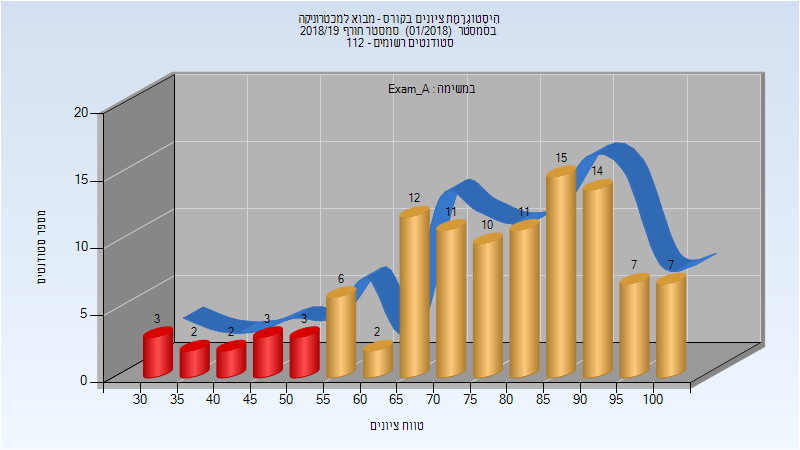 היסטוגרמת ציונים בקורס - מבוא למכטרוניקה
בסמסטר (01/2018) סמסטר חורף 2018/19
סטודנטים רשומים - 112
במשימה : Exam_A
מספר סטודנטים
20
15
10
5
0
3
2
2
3
3
6
2
12
11
10
11
15
14
7
7
30 35 40 45 50 55 60 65 70 75 80 85 90 95 100
טווח ציונים